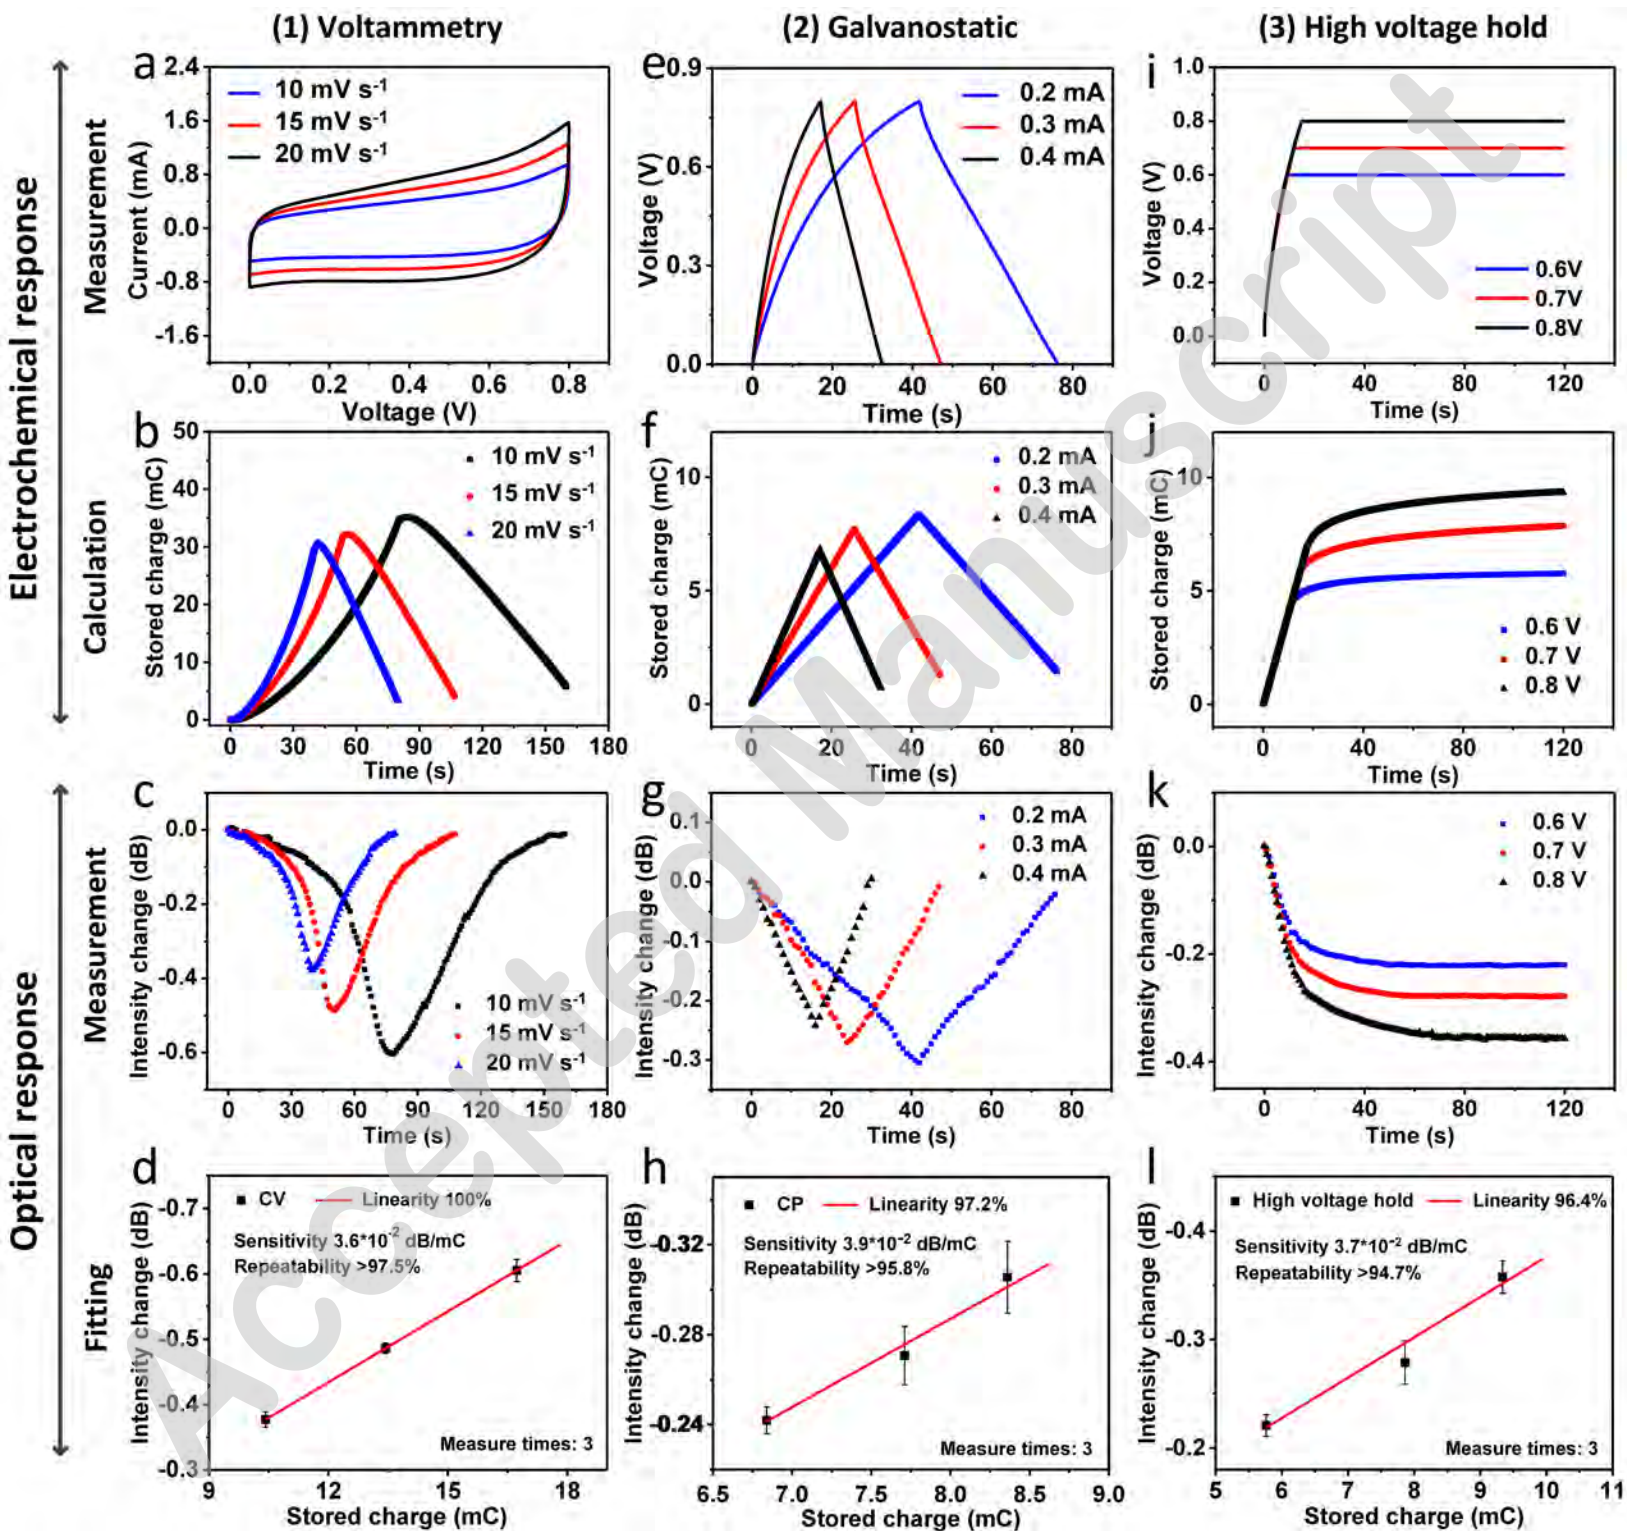 (1) Voltammetry
(2) Galvanostatic
(3) High voltage hold
Electrochemical response
Optical response
Measurement
Calculation
Measurement
Fitting
a
2.4
1.6
0.8
0.0
-0.8
-1.6
Current (mA)
10 mV s-1
15 mV s-1
20 mV s-1
0.0 0.2 0.4 0.6 0.8
Voltage (V)
e
0.9
0.6
0.3
0.0
Voltage (V)
0.2 mA
0.3 mA
0.4 mA
0 20 40 60 80
Time (s)
i
1.0
0.8
0.6
0.4
0.2
0.0
Voltage (V)
0.6V
0.7V
0.8V
0 40 80 120
Time (s)
b
50
40
30
20
10
0
Stored charge (mC)
10 mV s-1
15 mV s-1
20 mV s-1
0 30 60 90 120 150 180
Time (s)
f
10
5
0
Stored charge (mC)
0.2 mA
0.3 mA
0.4 mA
0 20 40 60 80
Time (s)
j
10
5
0
Stored charge (mC)
0.6 V
0.7 V
0.8 V
0 40 80 120
Time (s)
c
0.0
-0.2
-0.4
-0.6
Intensity change (dB)
10 mV s-1
15 mV s-1
20 mV s-1
0 30 60 90 120 150 180
Time (s)
g
0.1
0.0
-0.1
-0.2
-0.3
Intensity change (dB)
0.2 mA
0.3 mA
0.4 mA
0 20 40 60 80
Time (s)
k
0.0
-0.2
-0.4
Intensity change (dB)
0.6 V
0.7 V
0.8 V
0 40 80 120
Time (s)
d
-0.7
-0.6
-0.5
-0.4
-0.3
Intensity change (dB)
CV Linearity 100%
Sensitivity 3.6*10-2 dB/mC
Repeatability >97.5%
Measure times: 3
9 12 15 18
Stored charge (mC)
h
-0.32
-0.28
-0.24
Intensity change (dB)
CP Linearity 97.2%
Sensitivity 3.9*10-2 dB/mC
Repeatability >95.8%
Measure times: 3
6.5 7.0 7.5 8.0 8.5 9.0
Stored charge (mC)
l
-0.4
-0.3
-0.2
Intensity change (dB)
High voltage hold Linearity 96.4%
Sensitivity 3.7*10-2 dB/mC
Repeatability >94.7%
Measure times: 3
5 6 7 8 9 10 11
Stored charge (mC)
Accepted Manuscript